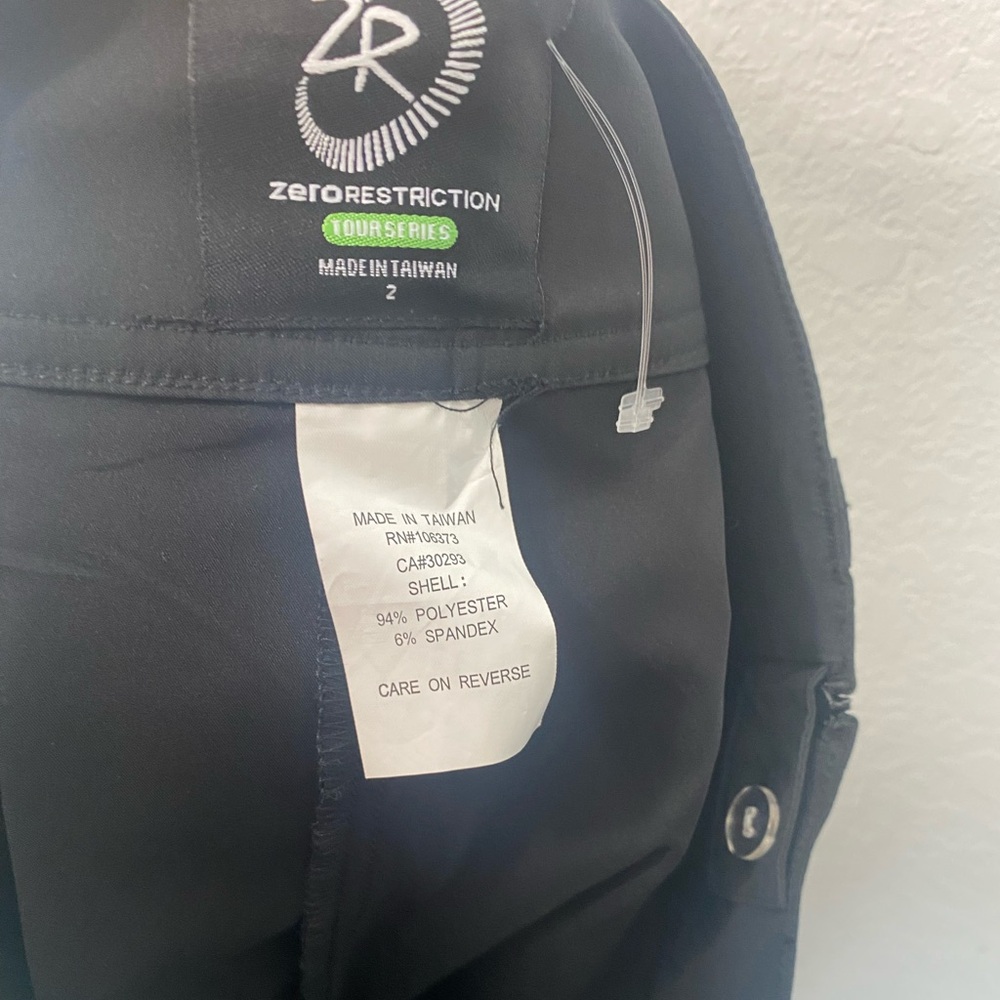 ZR
zeroRESTRICTION
TOUR SERIES
MADE IN TAIWAN
2
MADE IN TAIWAN
RN#106373
CA#30293
SHELL:
94% POLYESTER
6% SPANDEX
CARE ON REVERSE